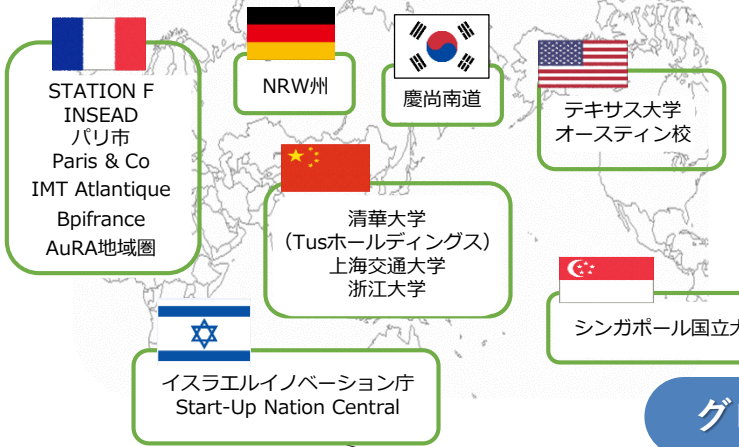 STATION F
INSEAD
パリ市
Paris & Co
IMT Atlantique
Bpifrance
AuRA地域圏
NRW州
慶尚南道
テキサス大学
オースティン校
清華大学
（Tusホールディングス）
上海交通大学
浙江大学
シンガポール国立大
イスラエルイノベーション庁
Start-Up Nation Central
グ